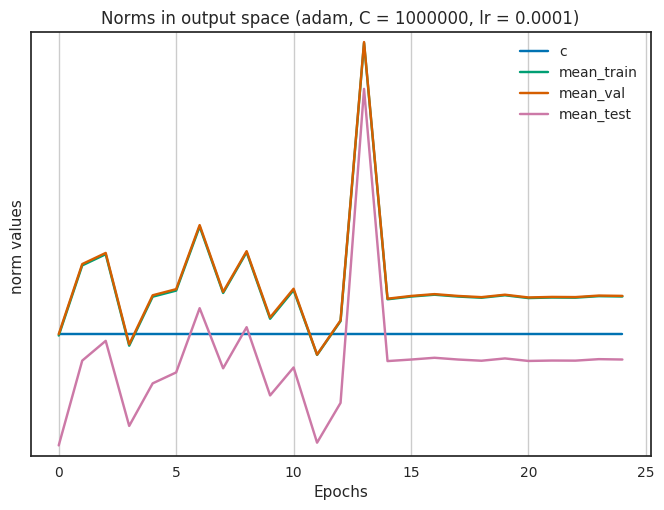 Norms in output space (adam, C = 1000000, lr = 0.0001)
c
mean_train
mean_val
mean_test
norm values
0 5 10 15 20 25
Epochs